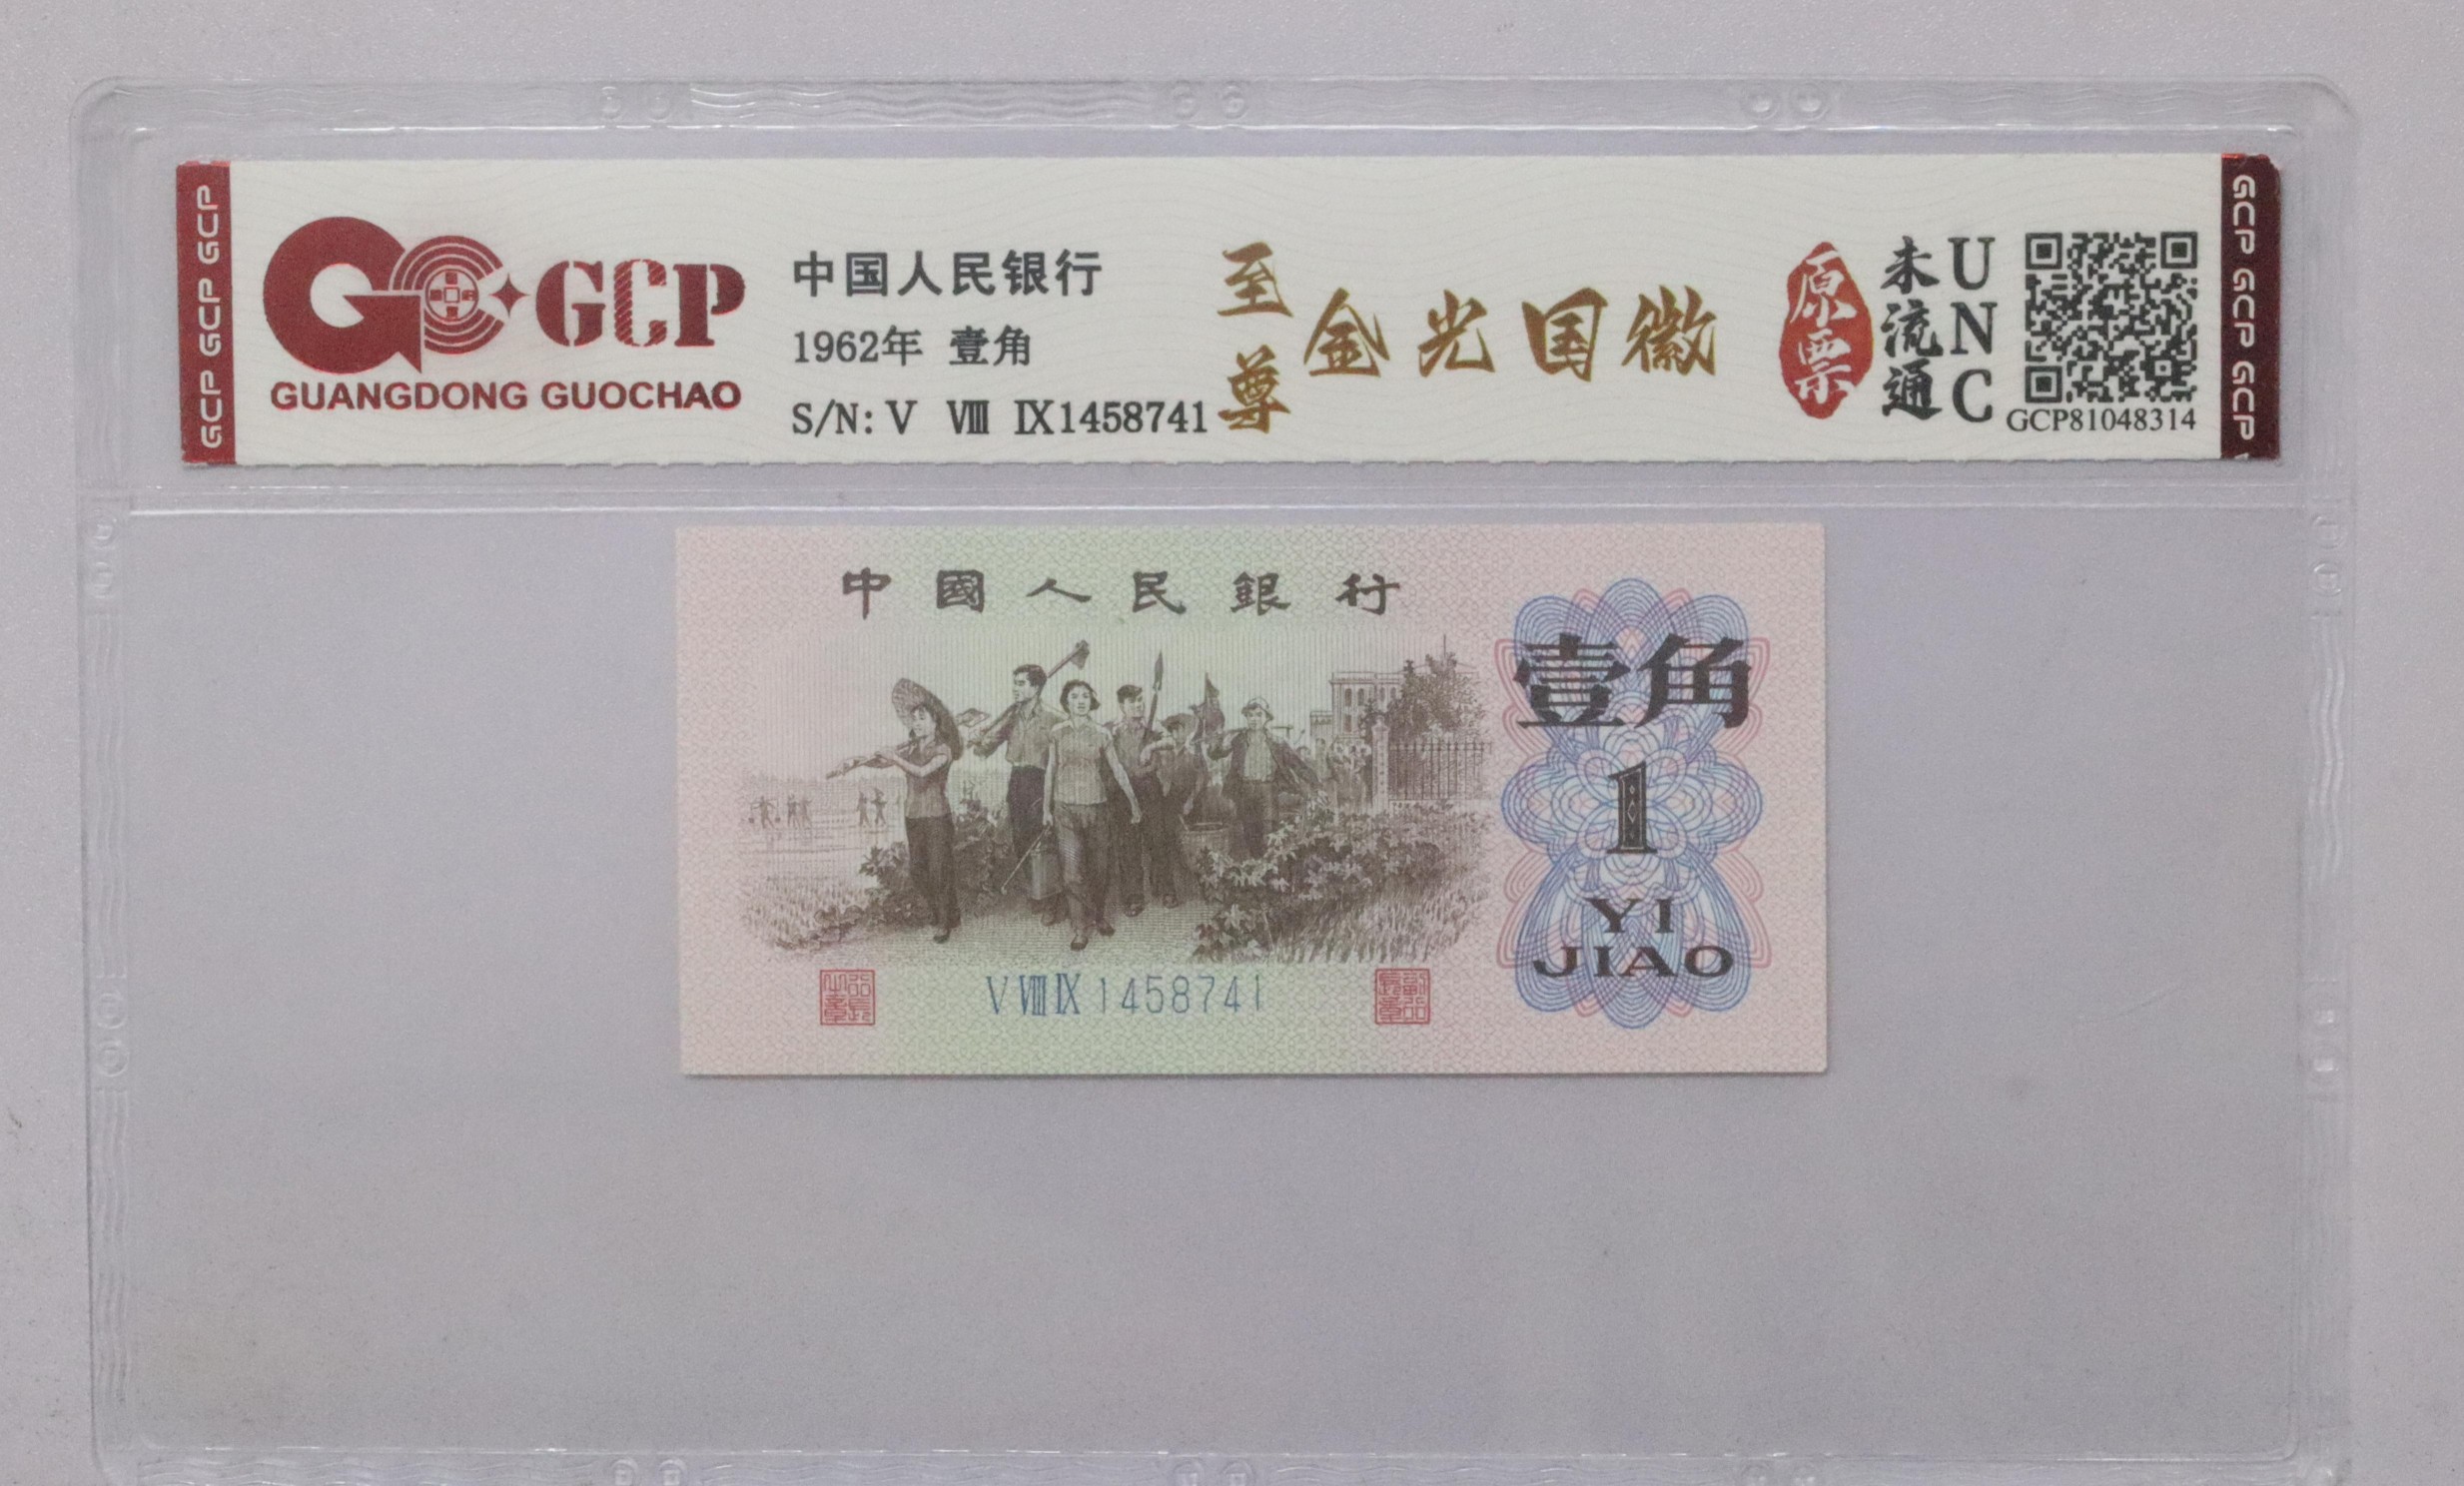 GCP GCP GCP
GCP
GUANGDONG GUOCHAO
中国人民银行
1962年 壹角
S/N: V Ⅷ Ⅸ1458741
至尊
金光国徽
原票
未流通
UNC
GCP81048314
GCP GCP GCP
中國人民銀行
壹角
1
YI
JIAO
V Ⅷ Ⅸ 1458741